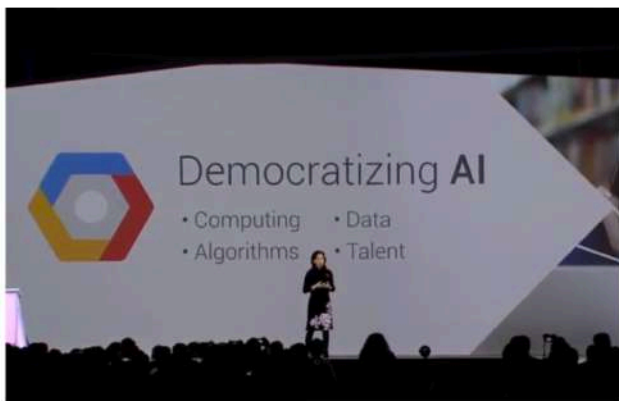 Democratizing AI
• Computing • Data
• Algorithms • Talent